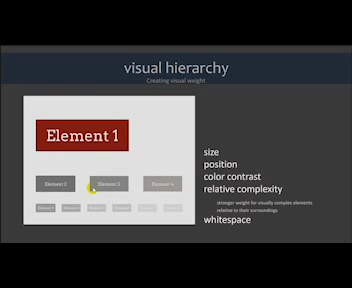 visual hierarchy
Creating visual weight
Element 1
Element 2
Element 3
Element 4
size
position
color contrast
relative complexity
stronger weight for visually complex elements
relative to their surroundings
whitespace